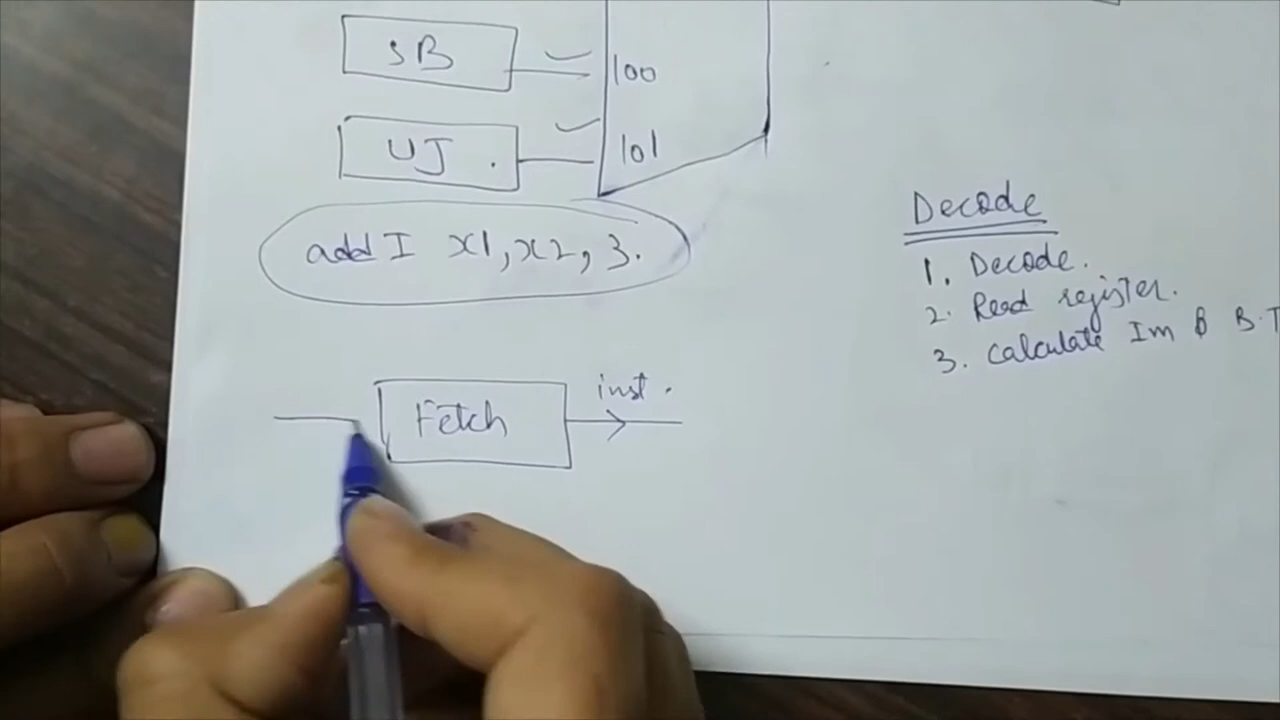 SB
100
UJ .
101
add I x1, x2, 3.
Decode
1. Decode.
2. Read register.
3. Calculate Im & B.T
Fetch
inst.